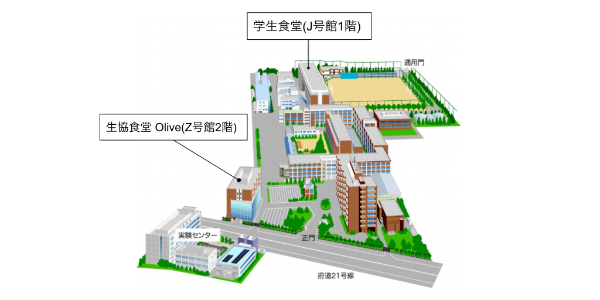 学生食堂(J号館1階)
通用門
生協食堂 Olive(Z号館2階)
実験センター
正門
府道21号線